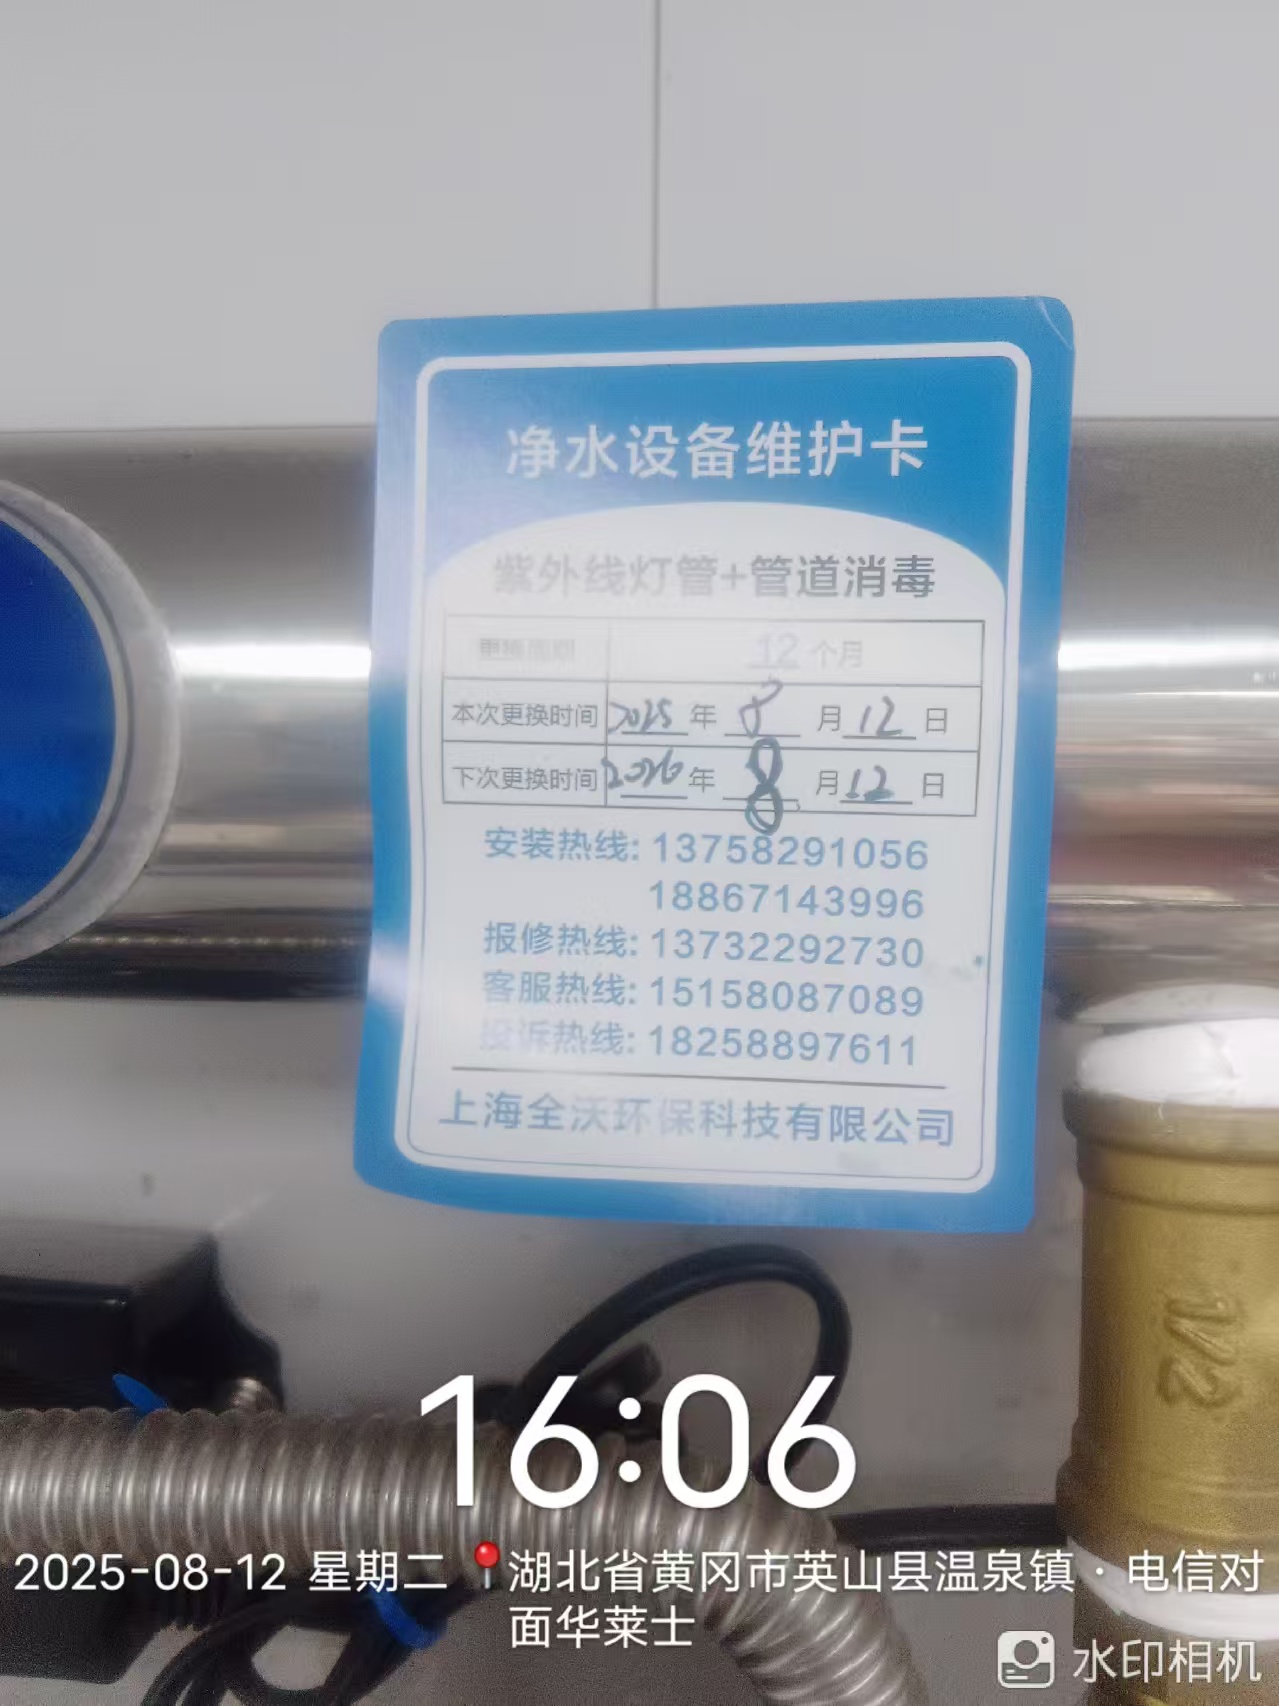 净水设备维护卡
紫外线灯管+管道消毒
更换周期 12 个月
本次更换时间 2025 年 8 月 12 日
下次更换时间 2026 年 8 月 12 日
安装热线: 13758291056
18867143996
报修热线: 13732292730
客服热线: 15158087089
投诉热线: 18258897611
上海全沃环保科技有限公司
1/2
16:06
2025-08-12 星期二 湖北省黄冈市英山县温泉镇·电信对
面华莱士
水印相机